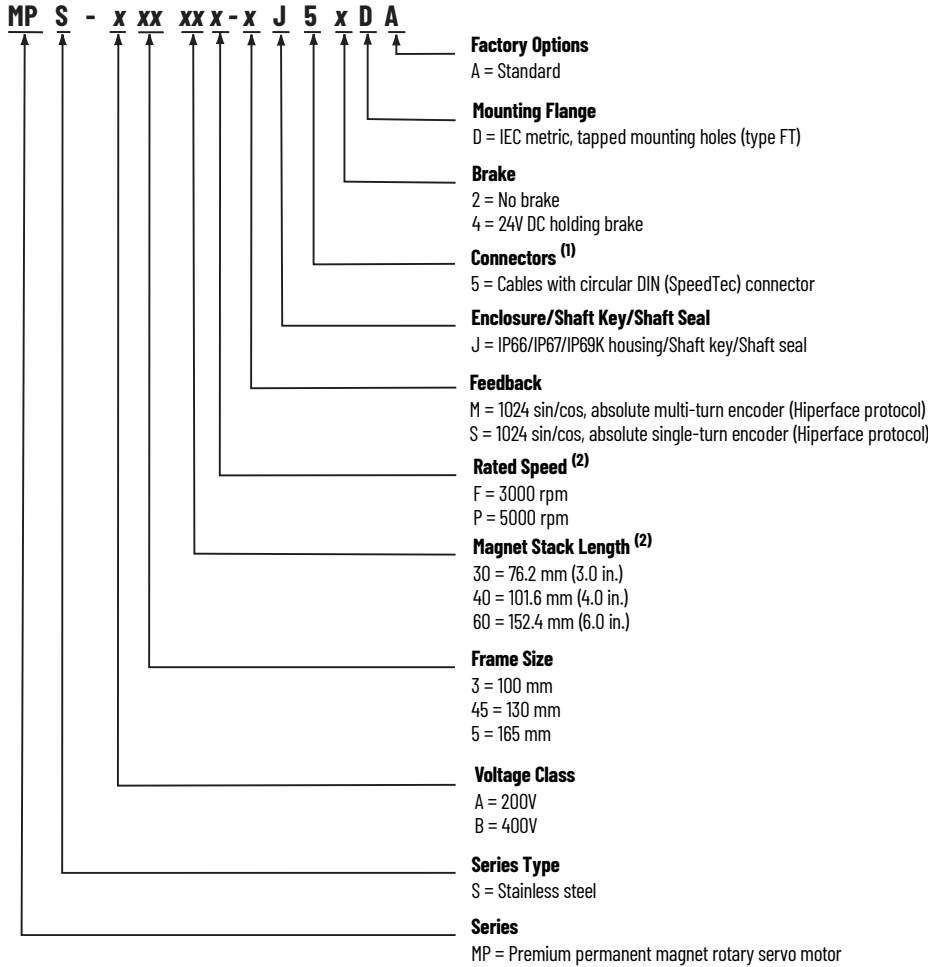 MP S - x xx xx x - x J 5 x D A
Factory Options
A = Standard
Mounting Flange
D = IEC metric, tapped mounting holes (type FT)
Brake
2 = No brake
4 = 24V DC holding brake
Connectors (1)
5 = Cables with circular DIN (SpeedTec) connector
Enclosure/Shaft Key/Shaft Seal
J = IP66/IP67/IP69K housing/Shaft key/Shaft seal
Feedback
M = 1024 sin/cos, absolute multi-turn encoder (Hiperface protocol)
S = 1024 sin/cos, absolute single-turn encoder (Hiperface protocol)
Rated Speed (2)
F = 3000 rpm
P = 5000 rpm
Magnet Stack Length (2)
30 = 76.2 mm (3.0 in.)
40 = 101.6 mm (4.0 in.)
60 = 152.4 mm (6.0 in.)
Frame Size
3 = 100 mm
45 = 130 mm
5 = 165 mm
Voltage Class
A = 200V
B = 400V
Series Type
S = Stainless steel
Series
MP = Premium permanent magnet rotary servo motor